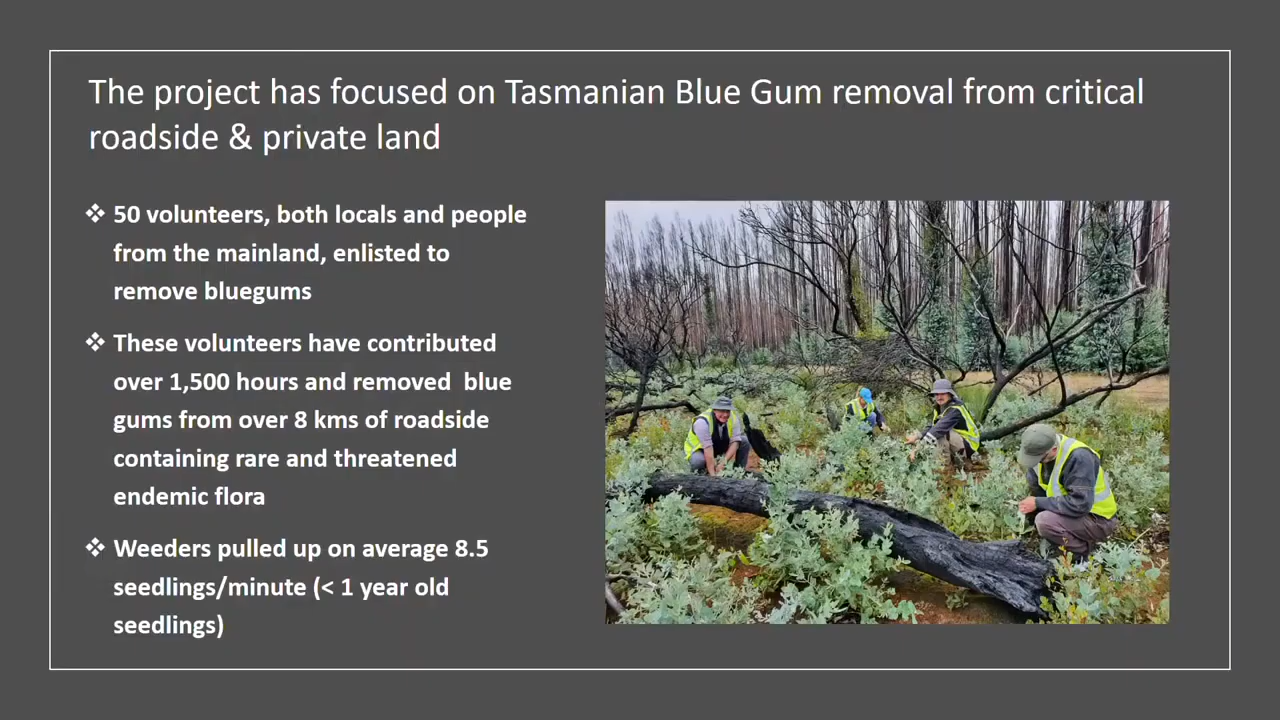 The project has focused on Tasmanian Blue Gum removal from critical
roadside & private land
❖ 50 volunteers, both locals and people
from the mainland, enlisted to
remove bluegums
❖ These volunteers have contributed
over 1,500 hours and removed  blue
gums from over 8 kms of roadside
containing rare and threatened
endemic flora
❖ Weeders pulled up on average 8.5
seedlings/minute (< 1 year old
seedlings)